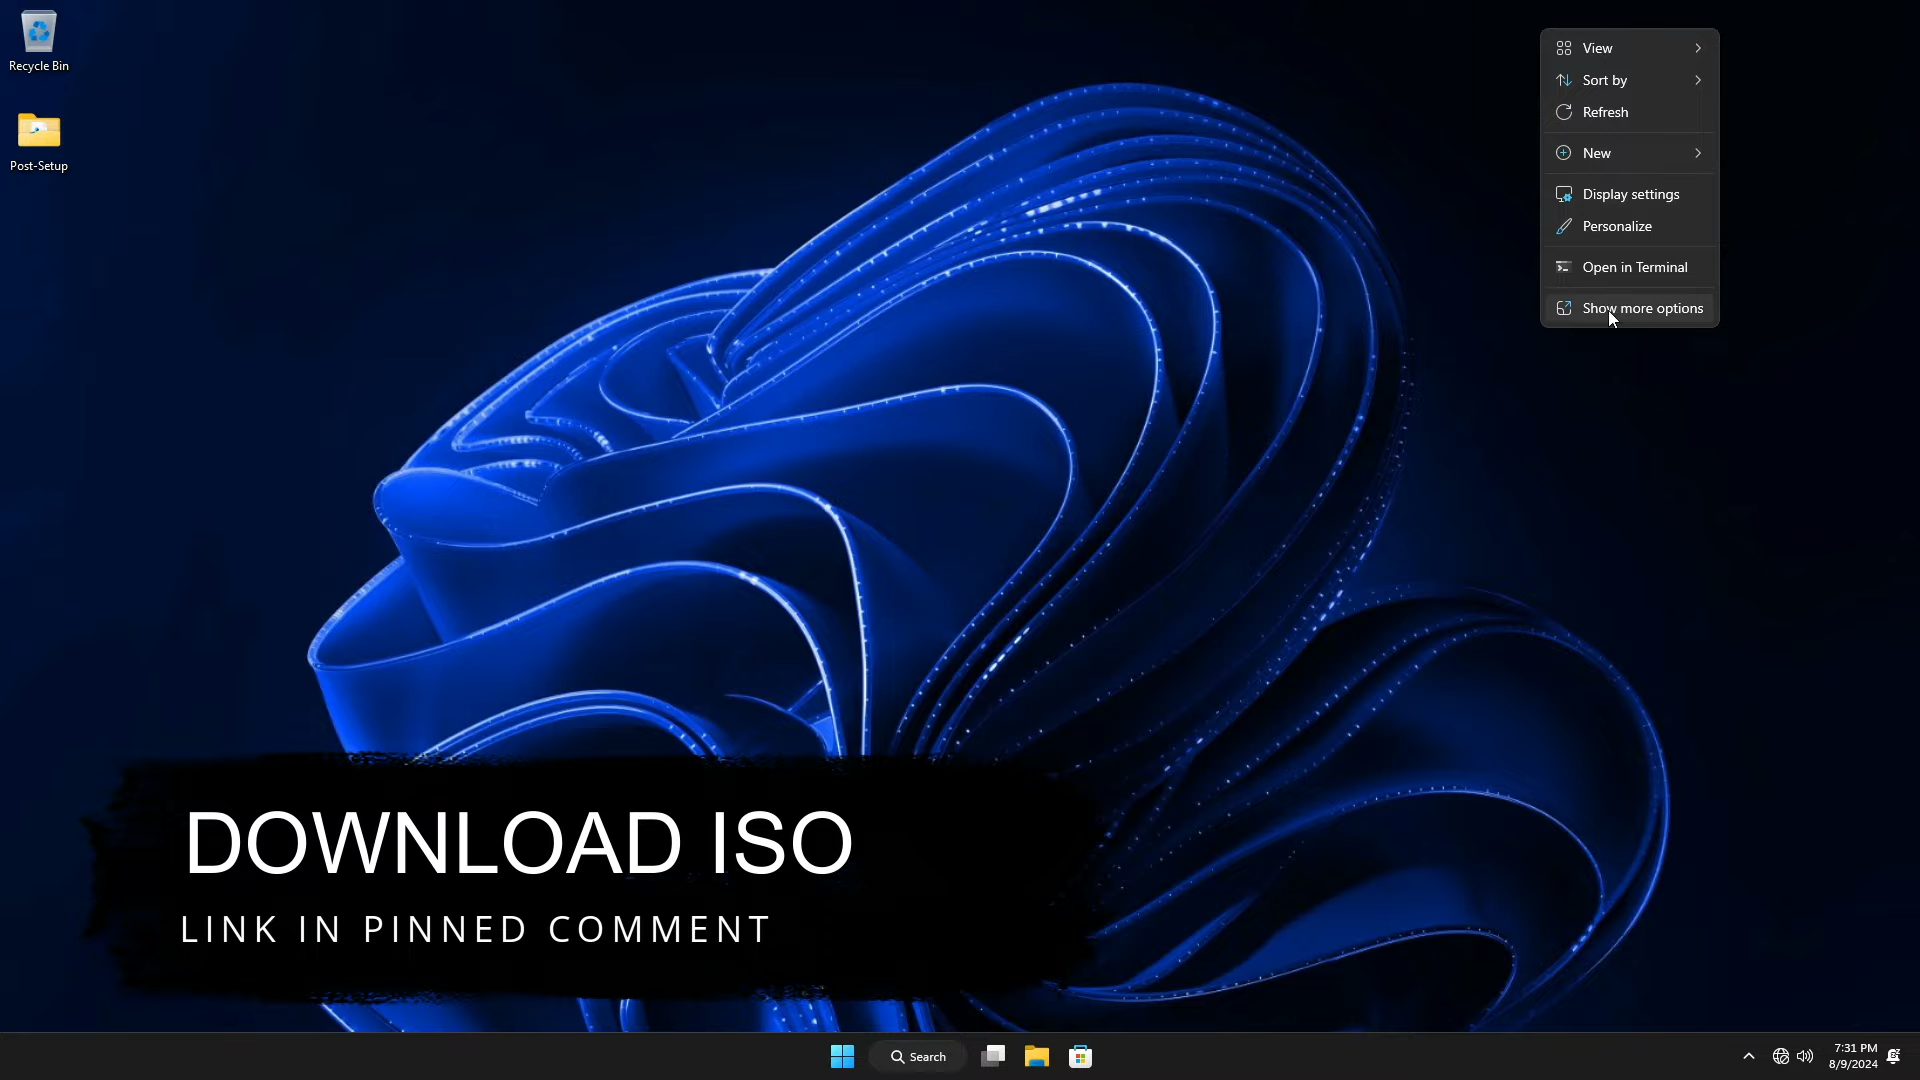 Recycle Bin
Post-Setup
View
Sort by
Refresh
New
Display settings
Personalize
Open in Terminal
Show more options
DOWNLOAD ISO
LINK IN PINNED COMMENT
Search
7:31 PM
8/9/2024